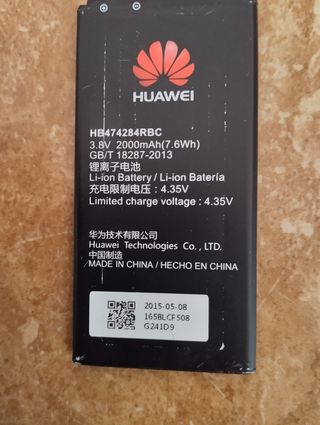 HUAWEI
HB474284RBC
3.8V 2000mAh(7.6Wh)
GB/T 18287-2013
锂离子电池
Li-ion Battery / Li-ion Batería
充电限制电压：4.35V
Limited charge voltage : 4.35V
华为技术有限公司
Huawei Technologies Co., LTD.
中国制造
MADE IN CHINA / HECHO EN CHINA
2015-05-08
1658LCF508
G241D9